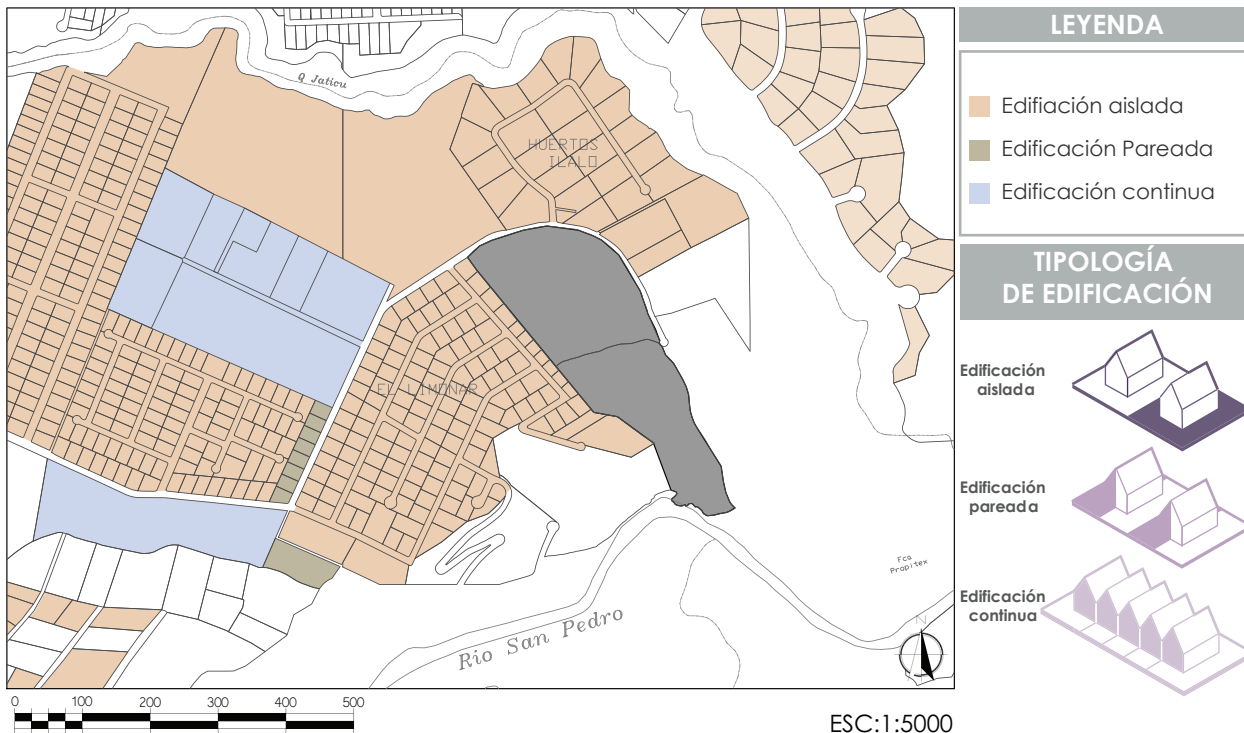 Q Jaticu
HUERTOS
ILALO
EL LIMONAR
Fca
Propitex
Rio San Pedro
N
0 100 200 300 400 500
ESC:1:5000
LEYENDA
Edifiación aislada
Edificación Pareada
Edificación continua
TIPOLOGÍA
DE EDIFICACIÓN
Edificación
aislada
Edificación
pareada
Edificación
continua